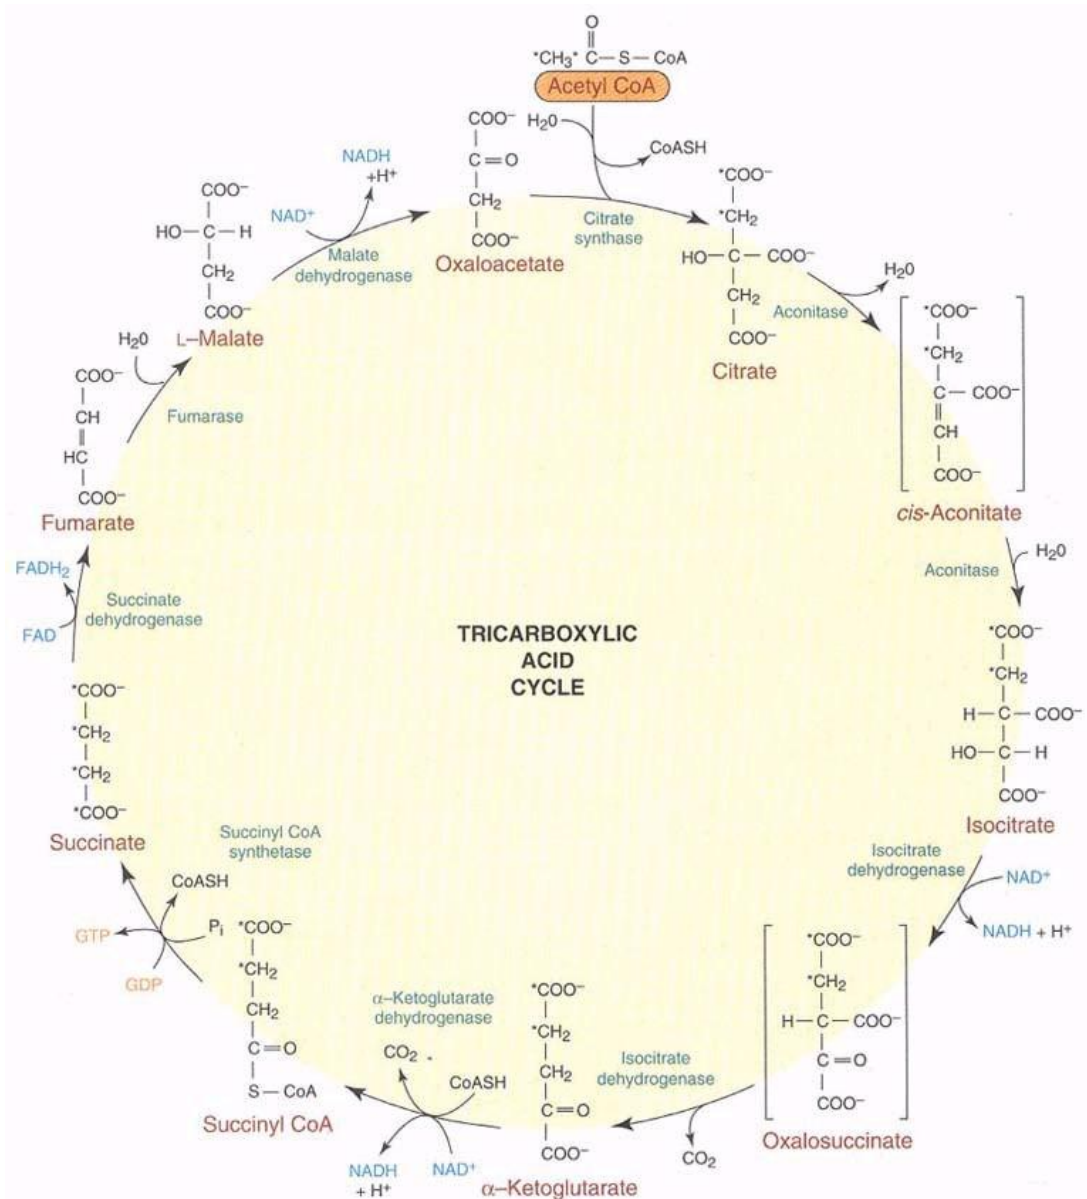 O
||
*CH3* C—S—CoA
Acetyl CoA
H20
CoASH
Citrate
synthase
*COO−
*CH2
HO—C—COO−
CH2
COO−
Citrate
Aconitase
H20
*COO−
*CH2
C—COO−
CH
COO−
cis-Aconitate
Aconitase
H20
*COO−
*CH2
H—C—COO−
HO—C—H
COO−
Isocitrate
Isocitrate
dehydrogenase
NAD+
NADH + H+
*COO−
*CH2
H—C—COO−
C=O
COO−
Oxalosuccinate
Isocitrate
dehydrogenase
CO2
*COO−
*CH2
CH2
C=O
COO−
α–Ketoglutarate
α–Ketoglutarate
dehydrogenase
CO2
CoASH
NAD+
NADH
+ H+
*COO−
*CH2
CH2
C=O
S—CoA
Succinyl CoA
Succinyl CoA
synthetase
CoASH
Pi
GTP
GDP
*COO−
*CH2
*CH2
*COO−
Succinate
Succinate
dehydrogenase
FADH2
FAD
COO−
CH
HC
COO−
Fumarate
Fumarase
H20
COO−
HO—C—H
CH2
COO−
L–Malate
Malate
dehydrogenase
NAD+
NADH
+H+
COO−
C=O
CH2
COO−
Oxaloacetate
TRICARBOXYLIC
ACID
CYCLE